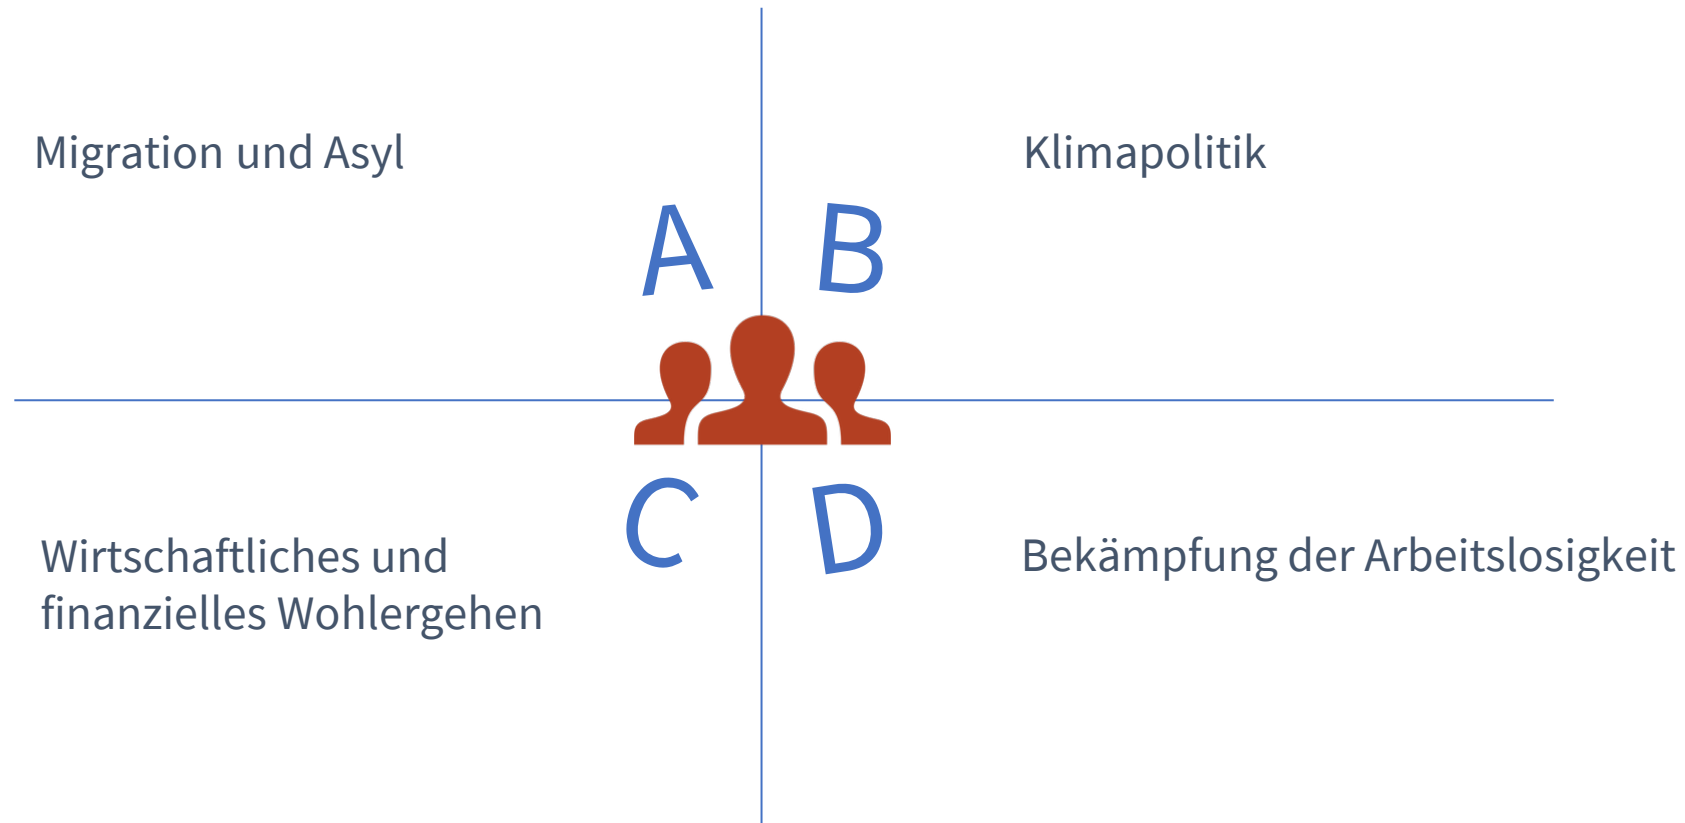 Migration und Asyl
Klimapolitik
A
B
C
D
Wirtschaftliches und
finanzielles Wohlergehen
Bekämpfung der Arbeitslosigkeit